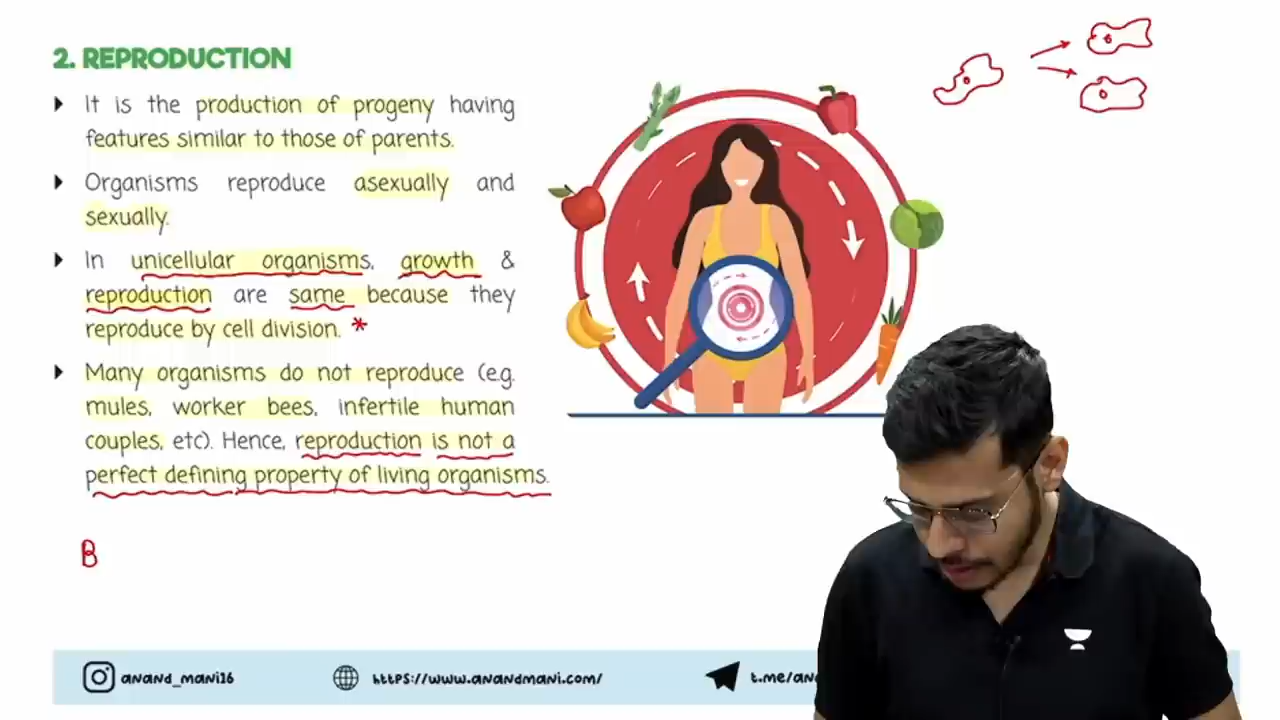 2. REPRODUCTION
It is the production of progeny having
features similar to those of parents.
Organisms reproduce asexually and
sexually.
In unicellular organisms, growth &
reproduction are same because they
reproduce by cell division. *
Many organisms do not reproduce (e.g.
mules, worker bees, infertile human
couples, etc). Hence, reproduction is not a
perfect defining property of living organisms.
B
anand_mani16
https://www.anandmani.com/
t.me/an